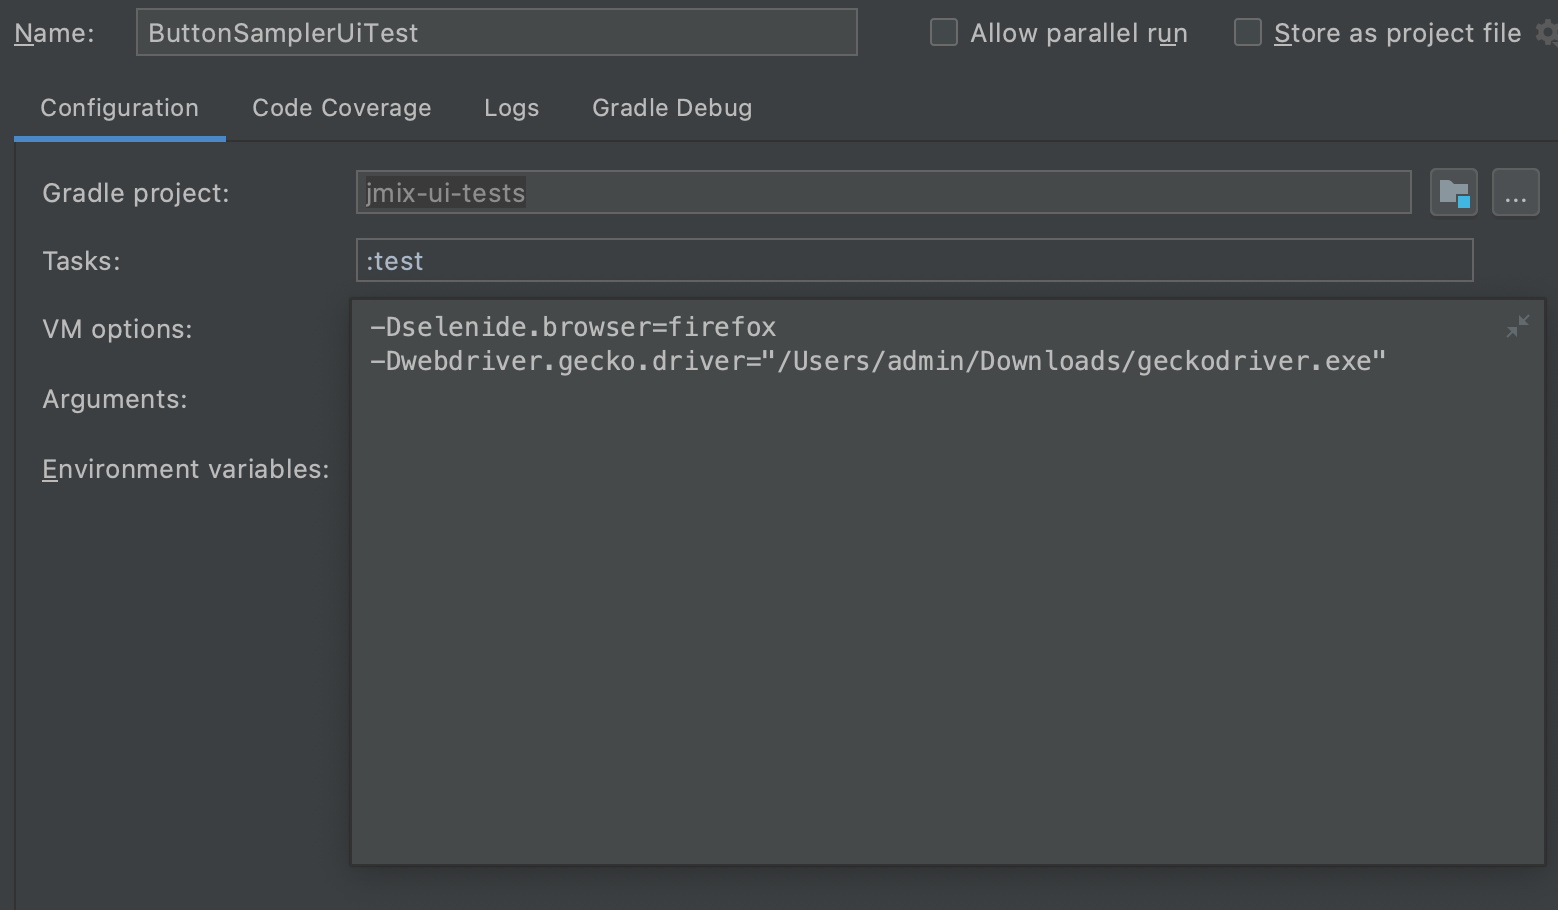 Name: ButtonSamplerUiTest Allow parallel run Store as project file
Configuration Code Coverage Logs Gradle Debug
Gradle project: jmix-ui-tests ...
Tasks: :test
VM options: -Dselenide.browser=firefox
-Dwebdriver.gecko.driver="/Users/admin/Downloads/geckodriver.exe"
Arguments:
Environment variables: